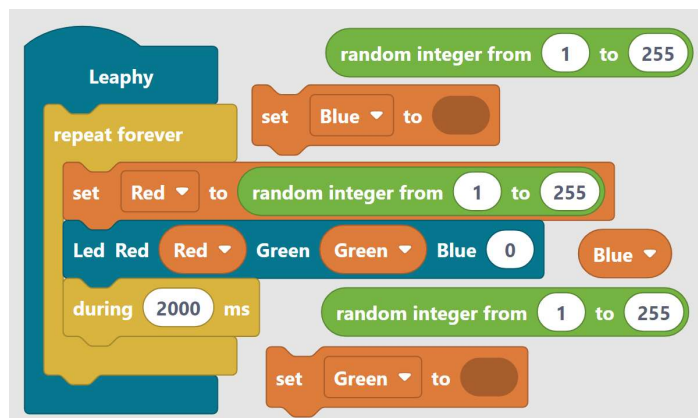 random integer from 1 to 255
Leaphy
set Blue to
repeat forever
set Red to random integer from 1 to 255
Led Red Red Green Green Blue 0
Blue
during 2000 ms
random integer from 1 to 255
set Green to